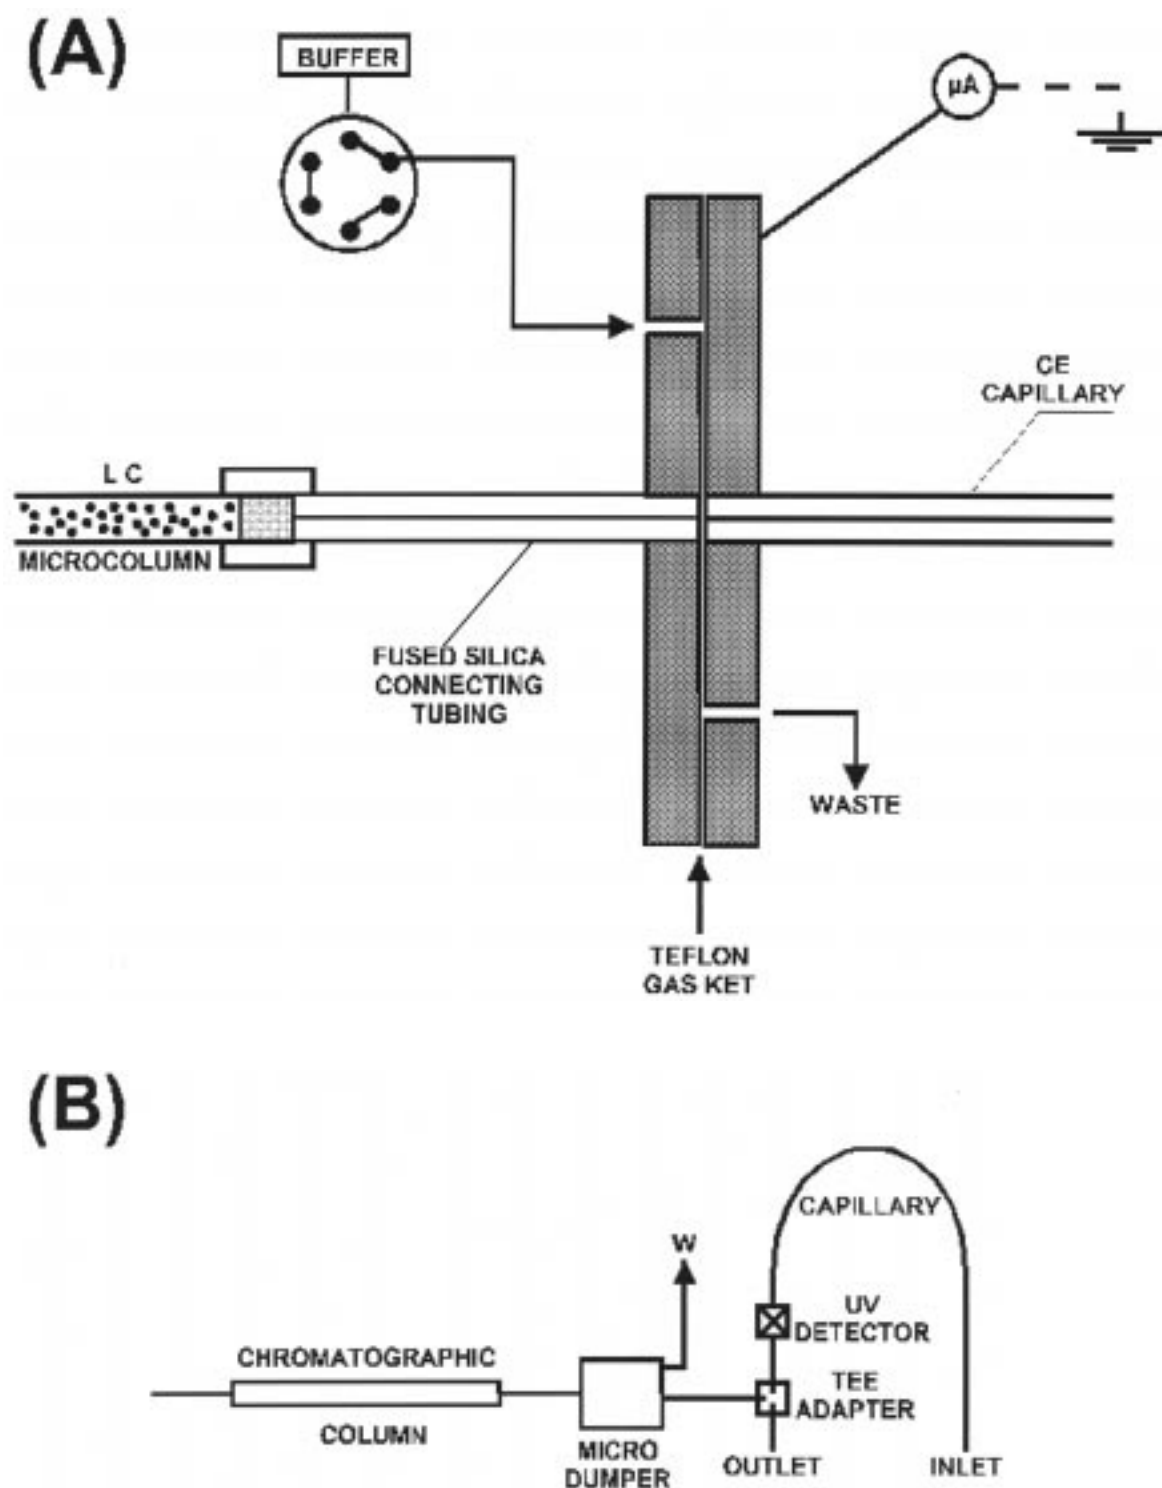 (A)
BUFFER
μA
CE
CAPILLARY
L C
MICROCOLUMN
FUSED SILICA
CONNECTING
TUBING
WASTE
TEFLON
GAS KET
(B)
CAPILLARY
W
UV
DETECTOR
CHROMATOGRAPHIC
COLUMN
TEE
ADAPTER
MICRO
DUMPER
OUTLET
INLET